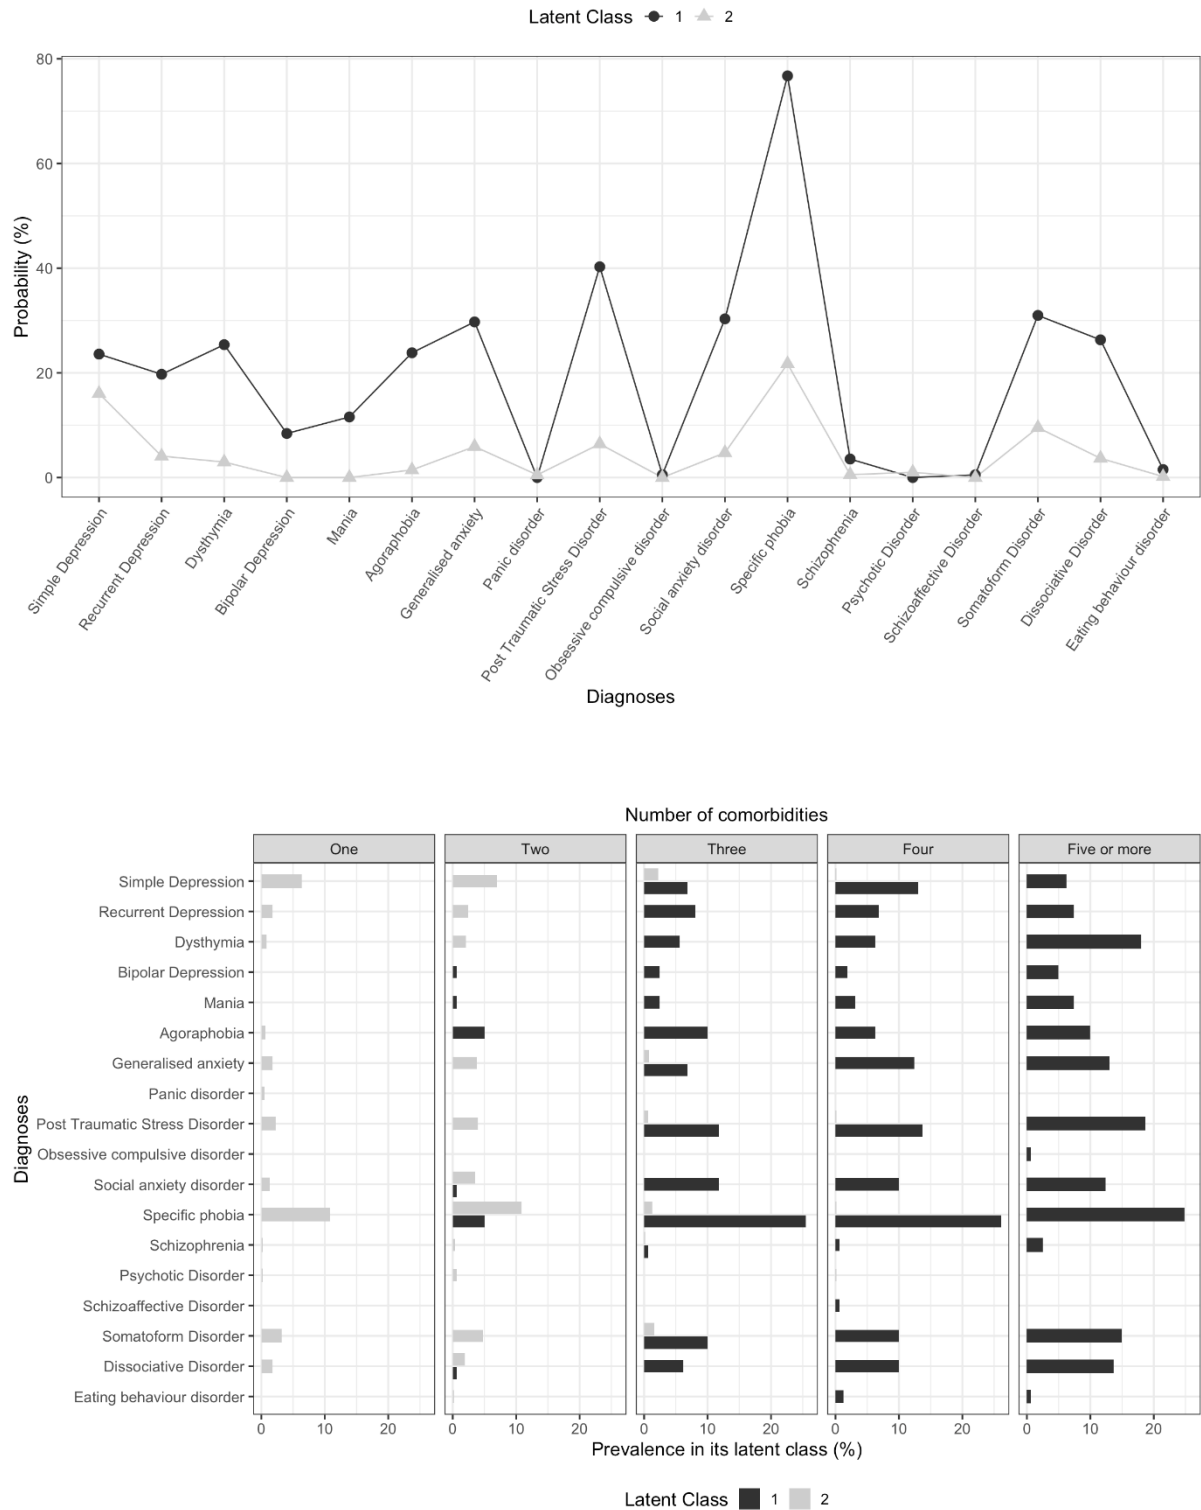 Latent Class 1 2
80
60
40
20
0
Probability (%)
Simple Depression
Recurrent Depression
Dysthymia
Bipolar Depression
Mania
Agoraphobia
Generalised anxiety
Panic disorder
Post Traumatic Stress Disorder
Obsessive compulsive disorder
Social anxiety disorder
Specific phobia
Schizophrenia
Psychotic Disorder
Schizoaffective Disorder
Somatoform Disorder
Dissociative Disorder
Eating behaviour disorder
Diagnoses
Number of comorbidities
One Two Three Four Five or more
Diagnoses
Simple Depression
Recurrent Depression
Dysthymia
Bipolar Depression
Mania
Agoraphobia
Generalised anxiety
Panic disorder
Post Traumatic Stress Disorder
Obsessive compulsive disorder
Social anxiety disorder
Specific phobia
Schizophrenia
Psychotic Disorder
Schizoaffective Disorder
Somatoform Disorder
Dissociative Disorder
Eating behaviour disorder
0 10 20 0 10 20 0 10 20 0 10 20 0 10 20
Prevalence in its latent class (%)
Latent Class 1 2